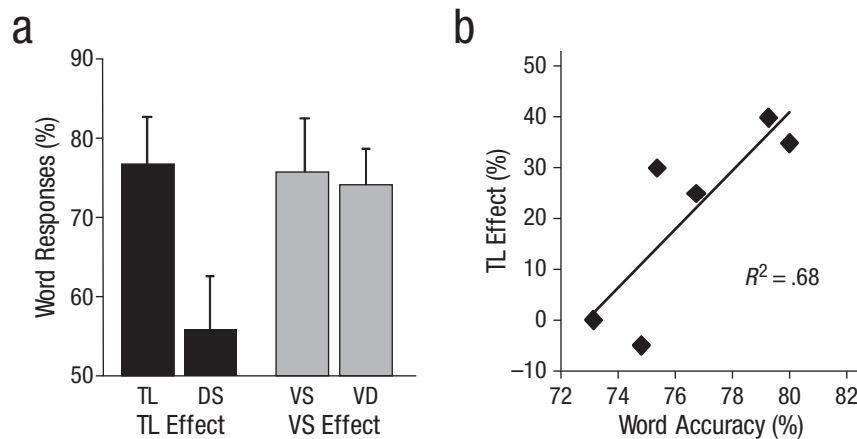 a
90
80
70
60
50
Word Responses (%)
TL DS VS VD
TL Effect VS Effect
b
50
40
30
20
10
0
–10
TL Effect (%)
R² = .68
72 74 76 78 80 82
Word Accuracy (%)